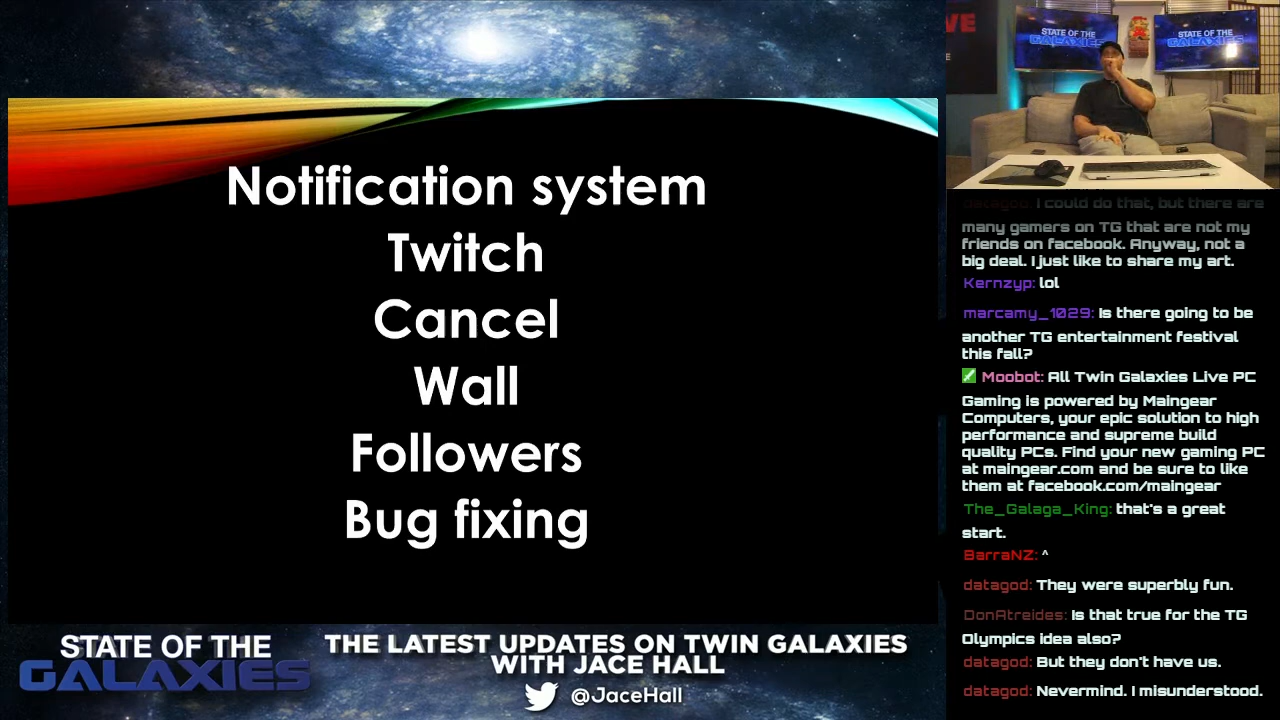 Notification system
Twitch
Cancel
Wall
Followers
Bug fixing
STATE OF THE
GALAXIES
THE LATEST UPDATES ON TWIN GALAXIES
WITH JACE HALL
@JaceHall
STATE OF THE
GALAXIES
STATE OF THE
GALAXIES
datagod: I could do that, but there are
many gamers on TG that are not my
friends on facebook. Anyway, not a
big deal. I just like to share my art.
Kernzyp: lol
marcamy_1029: Is there going to be
another TG entertainment festival
this fall?
Moobot: All Twin Galaxies Live PC
Gaming is powered by Maingear
Computers, your epic solution to high
performance and supreme build
quality PCs. Find your new gaming PC
at maingear.com and be sure to like
them at facebook.com/maingear
The_Galaga_King: that's a great
start.
BarraNZ: ^
datagod: They were superbly fun.
DonAtreides: Is that true for the TG
Olympics idea also?
datagod: But they don't have us.
datagod: Nevermind. I misunderstood.